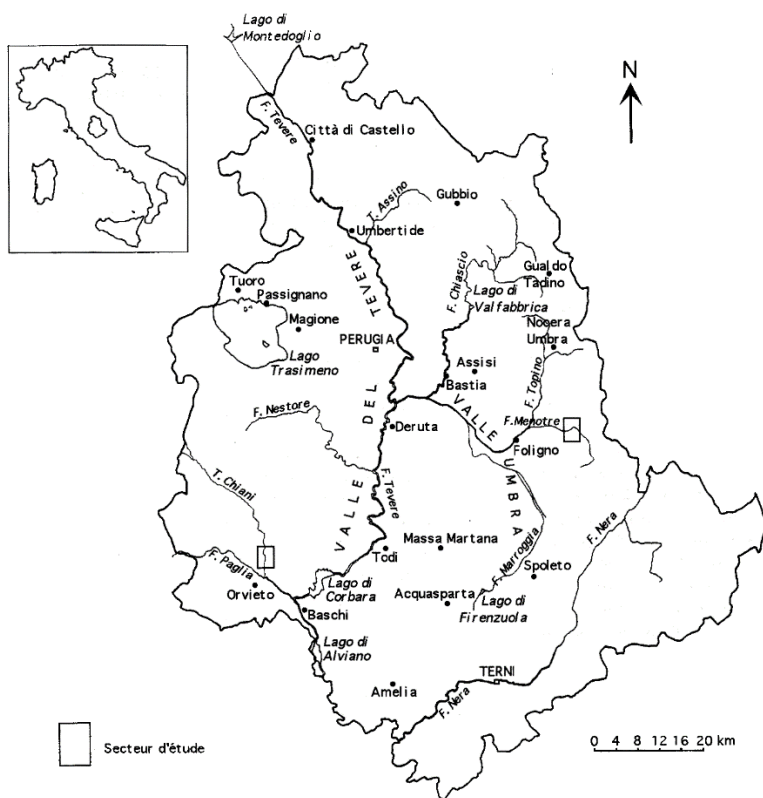 Lago di
Montedoglio
N
F. Tevere
Città di Castello
T. Assino
Gubbio
Umbertide
Tuoro
Passignano
Magione
Lago
Trasimeno
PERUGIA
VALLE DEL TEVERE
F. Chiascio
Gualdo
Tadino
Lago di
Valfabbrica
Nocera
Umbra
Assisi
Bastia
F. Topino
VALLE UMBRA
F. Menotre
Foligno
F. Nestore
Deruta
F. Tevere
T. Chiani
F. Paglia
Orvieto
Todi
Massa Martana
F. Marroggia
Spoleto
F. Nera
Lago di
Corbara
Baschi
Acquasparta
Lago di
Firenzuola
Lago di
Alviano
Amelia
TERNI
F. Nera
Secteur d'étude
0 4 8 12 16 20 km